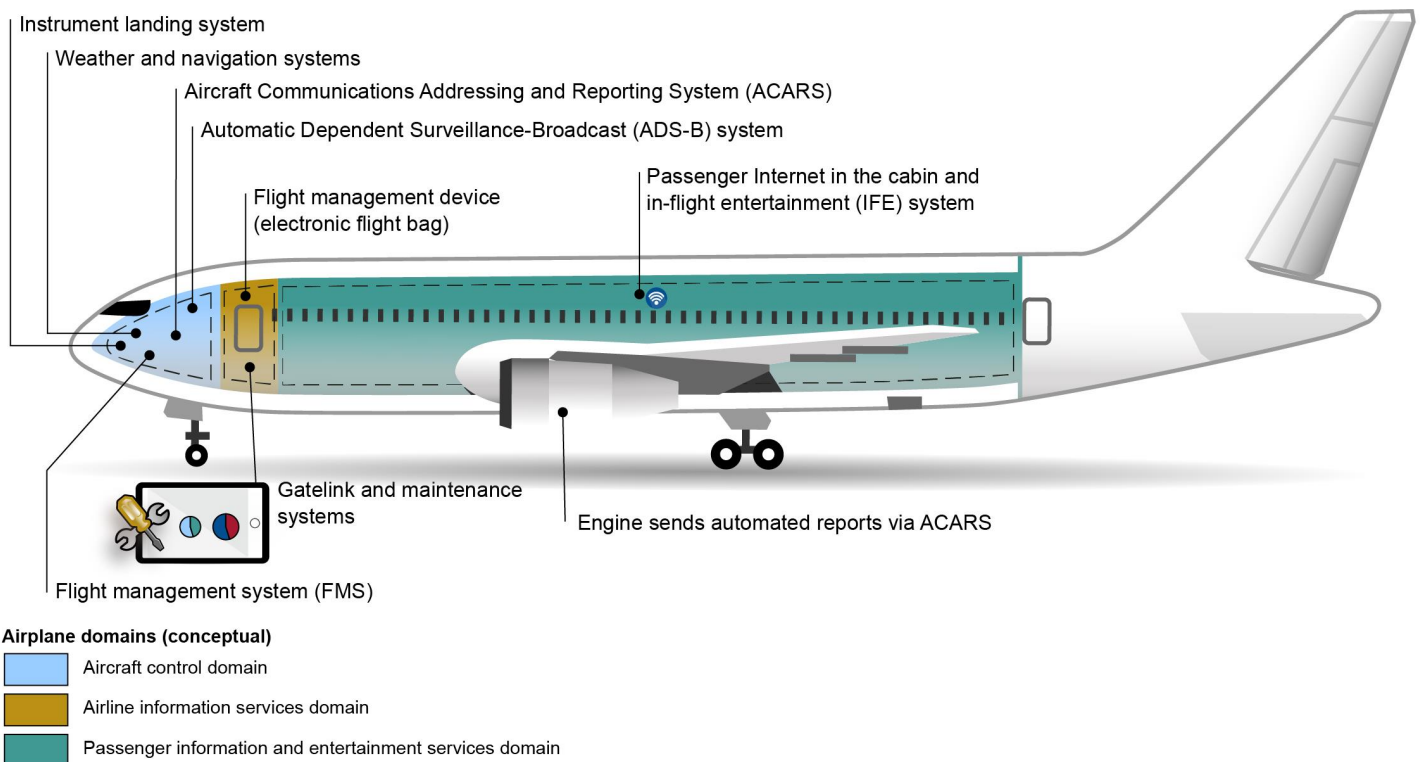 Instrument landing system
Weather and navigation systems
Aircraft Communications Addressing and Reporting System (ACARS)
Automatic Dependent Surveillance-Broadcast (ADS-B) system
Passenger Internet in the cabin and
in-flight entertainment (IFE) system
Flight management device
(electronic flight bag)
Gatelink and maintenance
systems
Engine sends automated reports via ACARS
Flight management system (FMS)
Airplane domains (conceptual)
Aircraft control domain
Airline information services domain
Passenger information and entertainment services domain